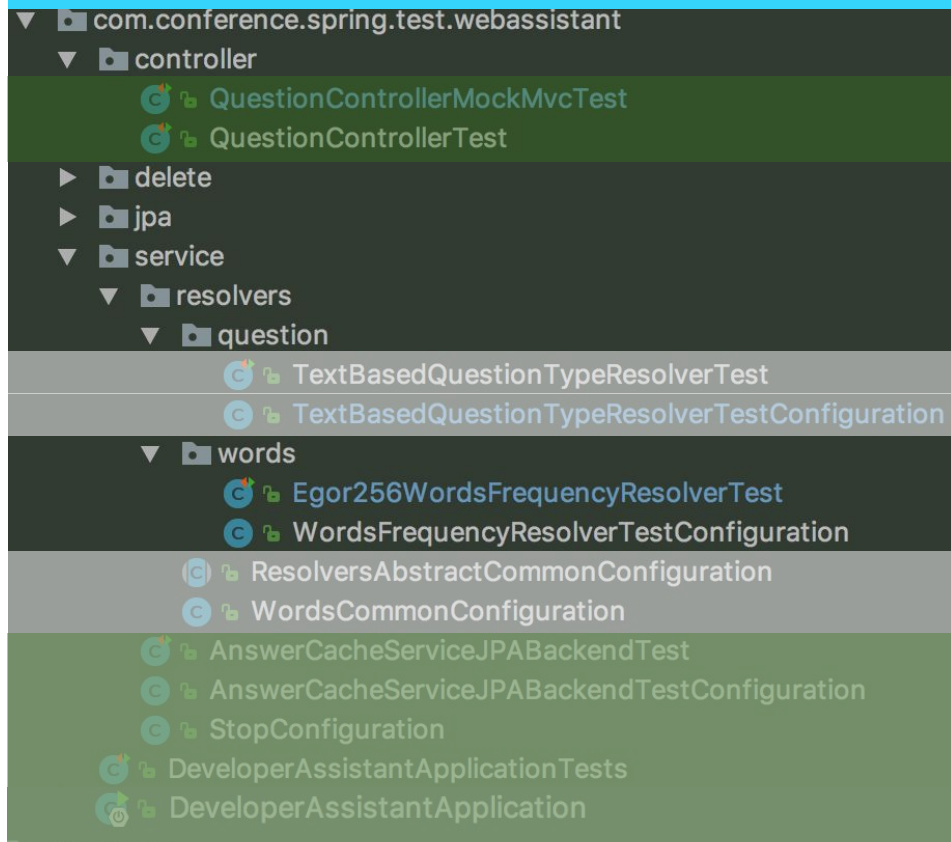 com.conference.spring.test.webassistant
controller
QuestionControllerMockMvcTest
QuestionControllerTest
delete
jpa
service
resolvers
question
TextBasedQuestionTypeResolverTest
TextBasedQuestionTypeResolverTestConfiguration
words
Egor256WordsFrequencyResolverTest
WordsFrequencyResolverTestConfiguration
ResolversAbstractCommonConfiguration
WordsCommonConfiguration
AnswerCacheServiceJPABackendTest
AnswerCacheServiceJPABackendTestConfiguration
StopConfiguration
DeveloperAssistantApplicationTests
DeveloperAssistantApplication